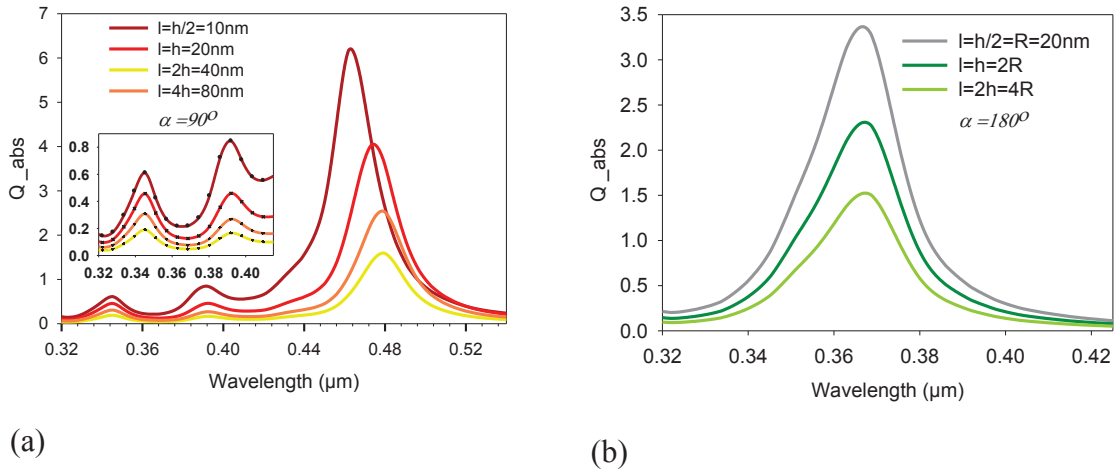 7
6
5
4
3
2
1
0
Q_abs
l=h/2=10nm
l=h=20nm
l=2h=40nm
l=4h=80nm
α =90º
0.8
0.6
0.4
0.2
0.0
0.32 0.34 0.36 0.38 0.40
0.32 0.36 0.40 0.44 0.48 0.52
Wavelength (µm)
(a)
3.5
3.0
2.5
2.0
1.5
1.0
0.5
0.0
Q_abs
l=h/2=R=20nm
l=h=2R
l=2h=4R
α =180º
0.32 0.34 0.36 0.38 0.40 0.42
Wavelength (µm)
(b)